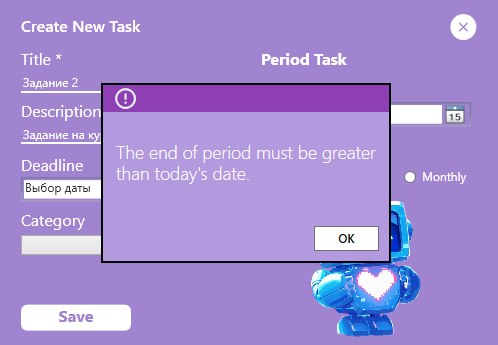 Create New Task
Title *
Period Task
Задание 2
Description
15
Задание на ку
The end of period must be greater
than today's date.
Deadline
Выбор даты
Monthly
Category
OK
Save